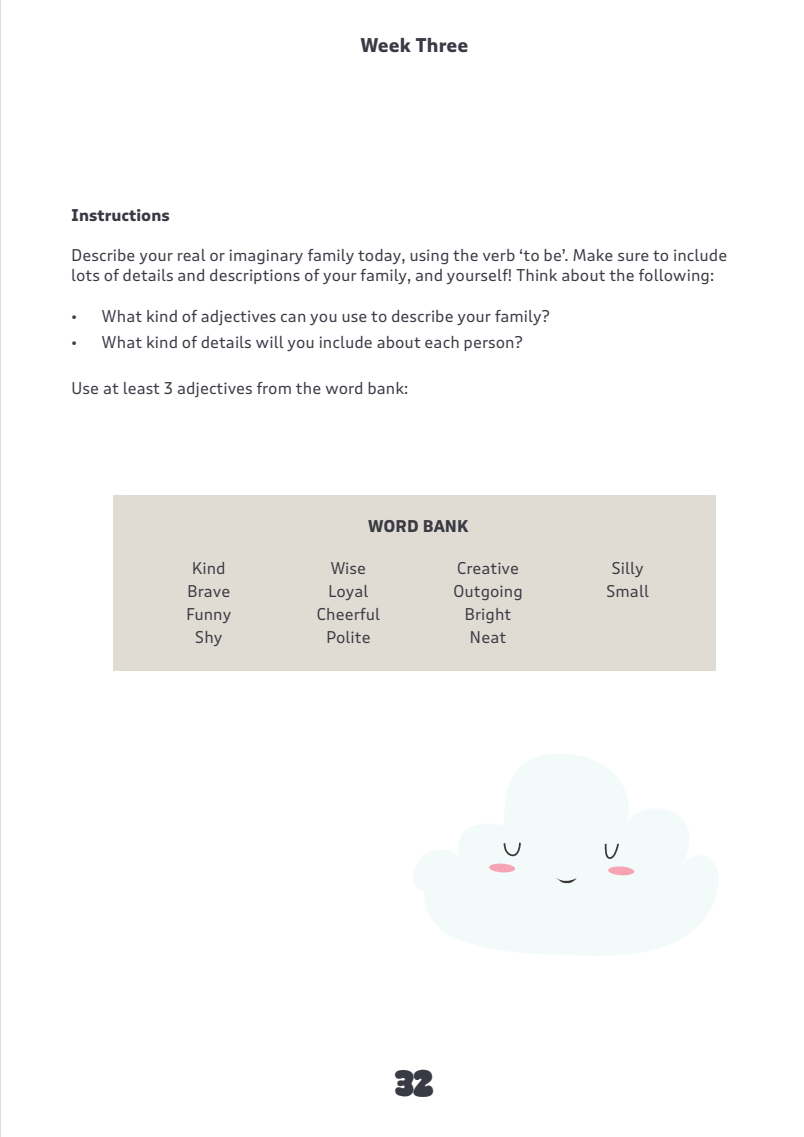 Week Three
Instructions
Describe your real or imaginary family today, using the verb ‘to be’. Make sure to include
lots of details and descriptions of your family, and yourself! Think about the following:
• What kind of adjectives can you use to describe your family?
• What kind of details will you include about each person?
Use at least 3 adjectives from the word bank:
WORD BANK
Kind Wise Creative Silly
Brave Loyal Outgoing Small
Funny Cheerful Bright
Shy Polite Neat
32